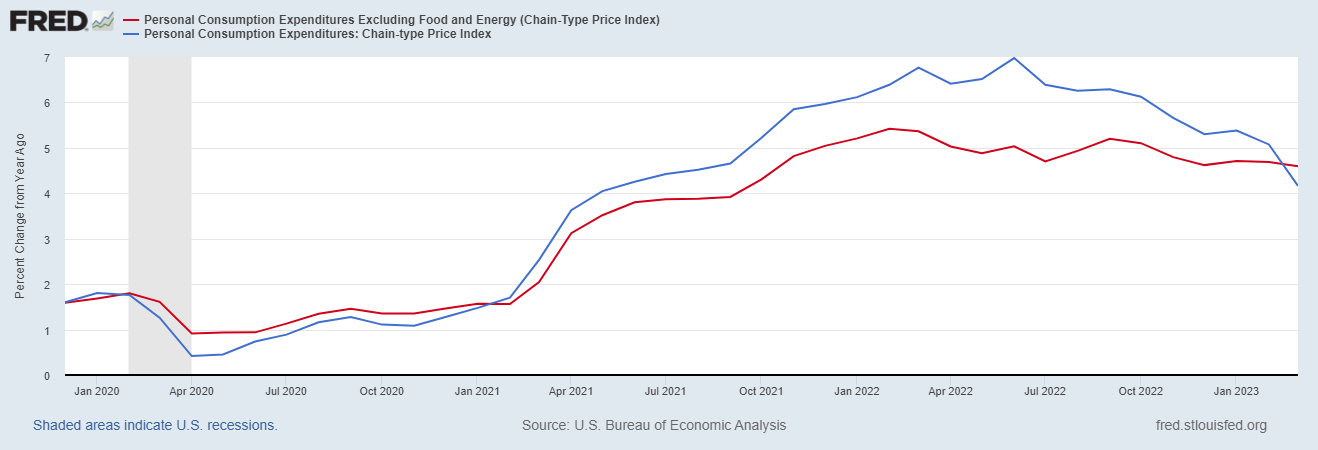 FRED
Personal Consumption Expenditures Excluding Food and Energy (Chain-Type Price Index)
Personal Consumption Expenditures: Chain-type Price Index
Percent Change from Year Ago
7
6
5
4
3
2
1
0
Jan 2020 Apr 2020 Jul 2020 Oct 2020 Jan 2021 Apr 2021 Jul 2021 Oct 2021 Jan 2022 Apr 2022 Jul 2022 Oct 2022 Jan 2023
Shaded areas indicate U.S. recessions. Source: U.S. Bureau of Economic Analysis fred.stlouisfed.org